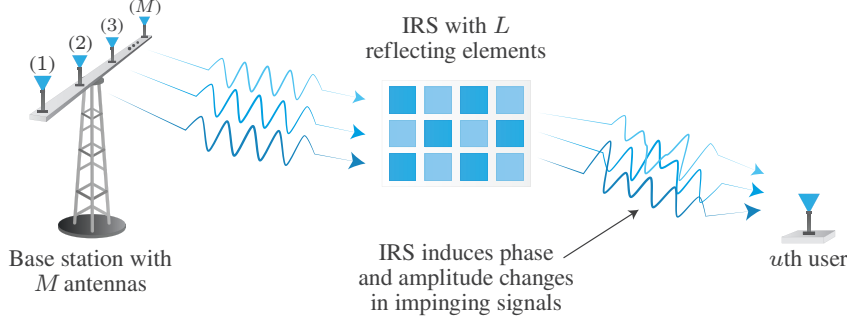 (1)
(2)
(3)
(M)
IRS with L
reflecting elements
Base station with
M antennas
IRS induces phase
and amplitude changes
in impinging signals
uth user